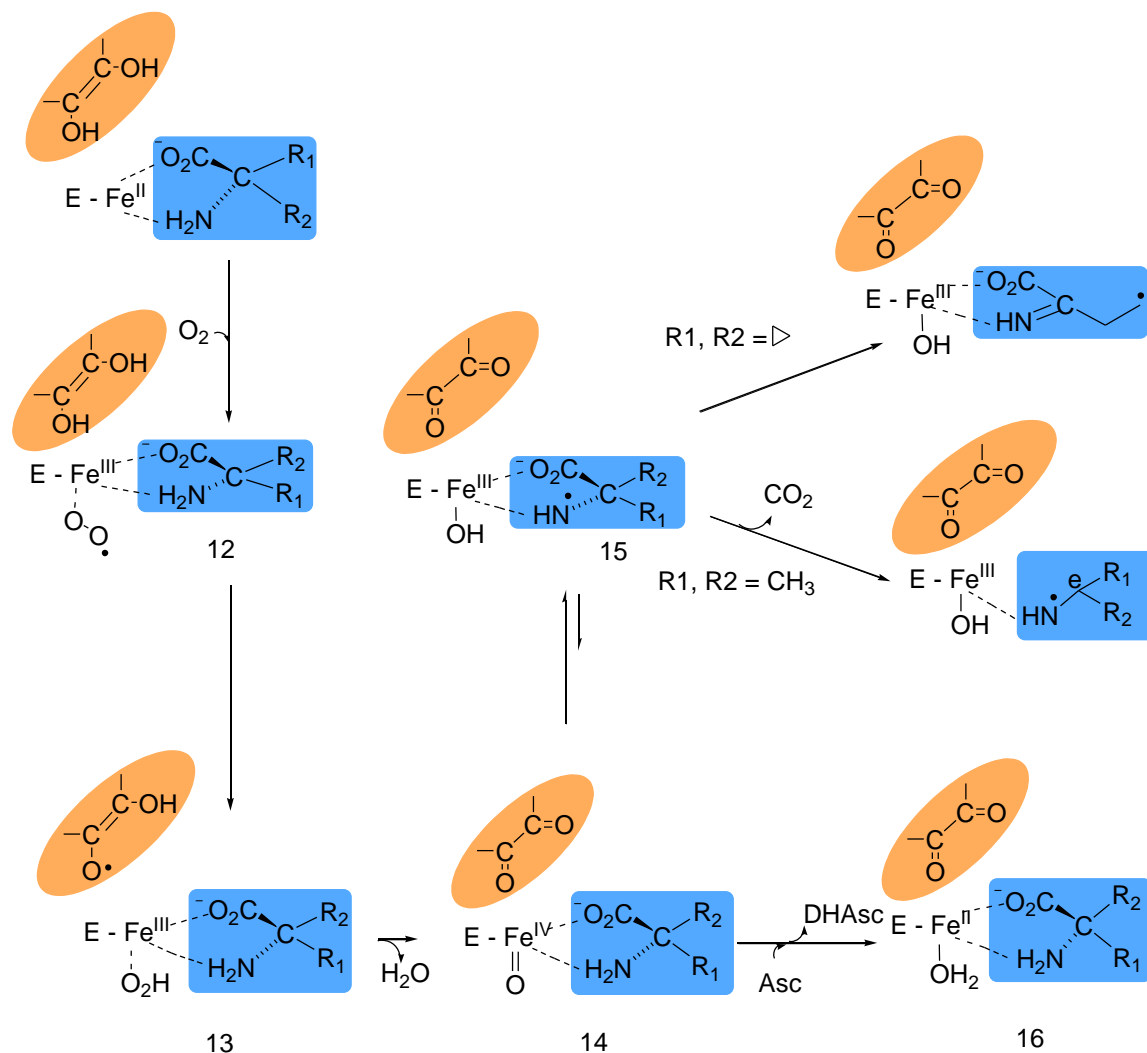 C-OH
C
OH
-O2C R1
E - FeII C
H2N R2
O2
C-OH
C
OH
-O2C R2
E - FeIII C
H2N R1
O
O•
12
C-OH
C
O•
-O2C R2
E - FeIII C
H2N R1
O2H
13
H2O
C=O
C
O
-O2C R2
E - FeIV C
H2N R1
O
14
C=O
C
O
-O2C R2
E - FeIII C
HN• R1
OH
15
R1, R2 =
C=O
C
O
-O2C
E - FeIII C •
HN
OH
CO2
R1, R2 = CH3
C=O
C
O
E - FeIII e R1
HN• R2
OH
DHAsc
Asc
C=O
C
O
-O2C R2
E - FeII C
H2N R1
OH2
16